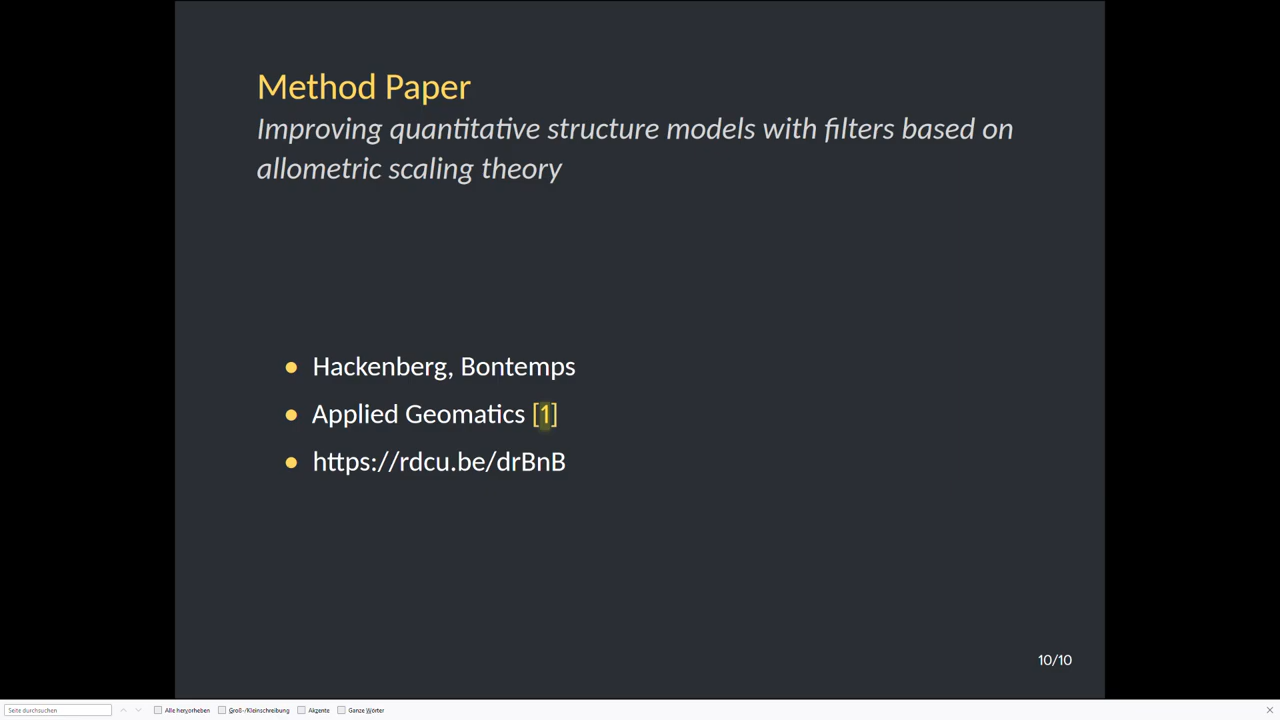 Method Paper
Improving quantitative structure models with filters based on
allometric scaling theory
Hackenberg, Bontemps
Applied Geomatics [1]
https://rdcu.be/drBnB
10/10
Seite durchsuchen Alle hervorheben Groß-/Kleinschreibung Akzente Ganze Wörter